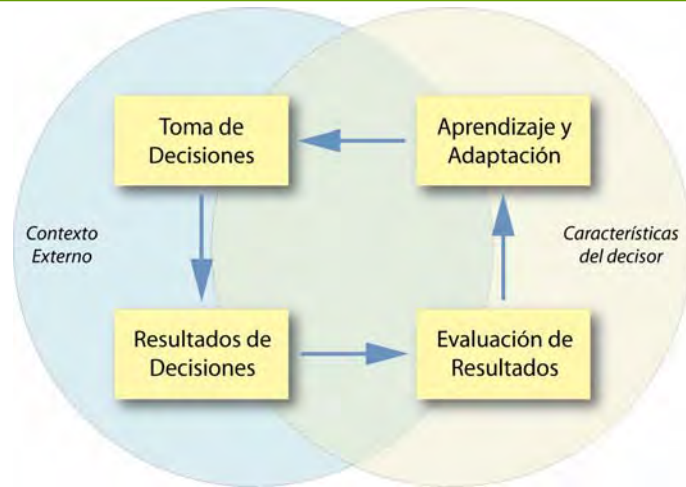 Toma de
Decisiones
Aprendizaje y
Adaptación
Contexto
Externo
Características
del decisor
Resultados de
Decisiones
Evaluación de
Resultados